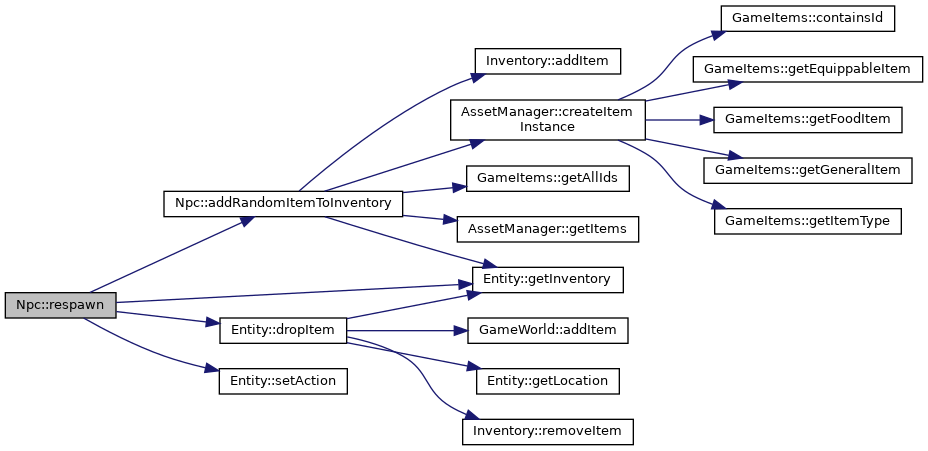 GameItems::containsId
Inventory::addItem
GameItems::getEquippableItem
AssetManager::createItem
Instance
GameItems::getFoodItem
GameItems::getGeneralItem
GameItems::getAllIds
Npc::addRandomItemToInventory
GameItems::getItemType
AssetManager::getItems
Entity::getInventory
Npc::respawn
Entity::dropItem
GameWorld::addItem
Entity::setAction
Entity::getLocation
Inventory::removeItem